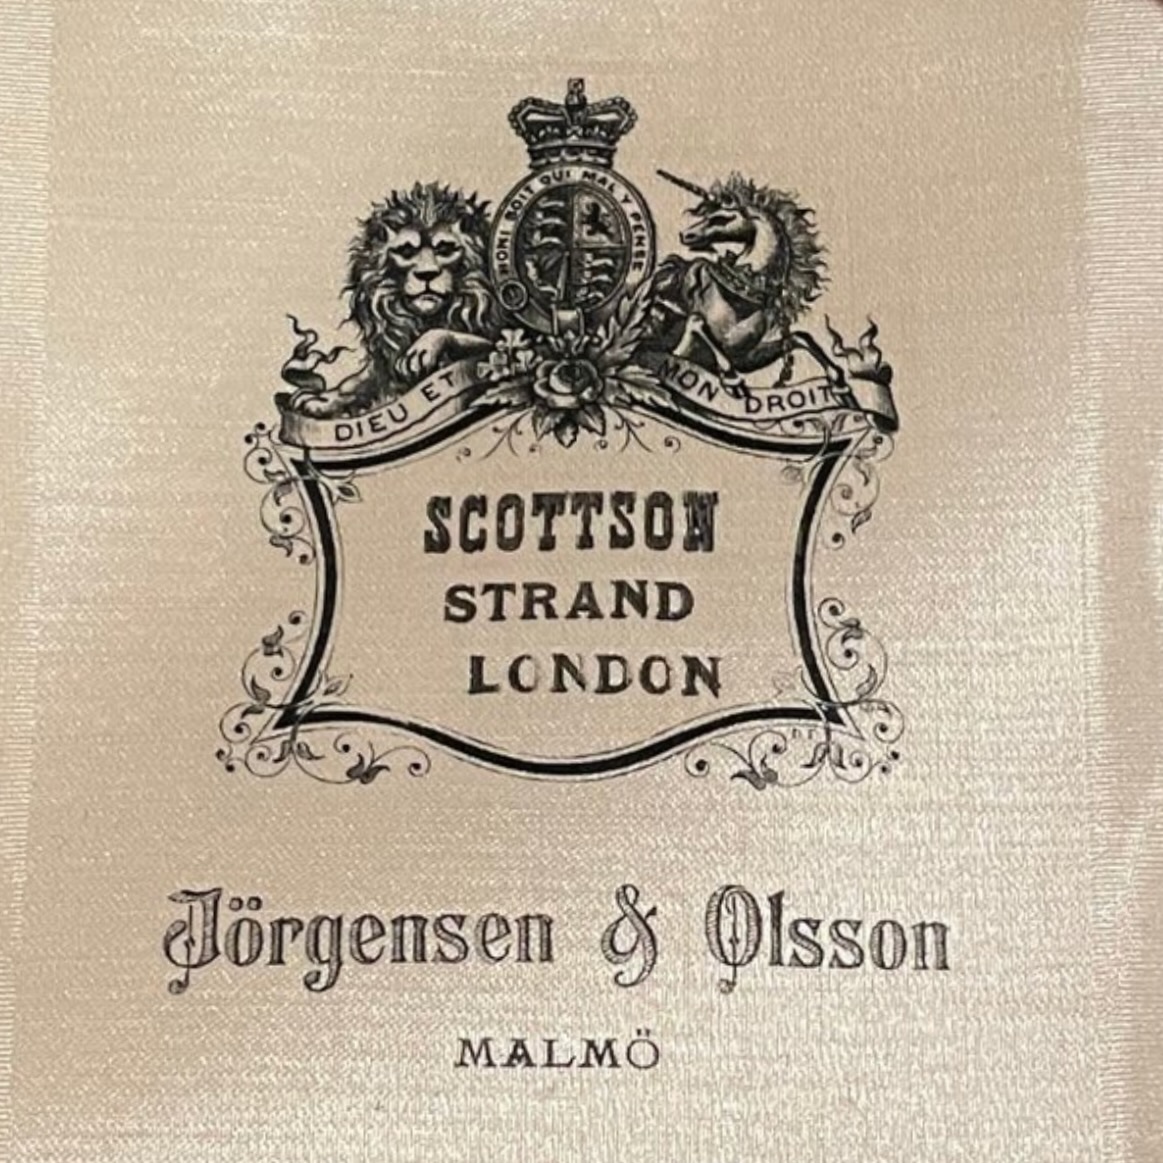 HONI SOIT QUI MAL Y PENSE
DIEU ET MON DROIT
SCOTTSON
STRAND
LONDON
Jörgensen & Olsson
MALMÖ